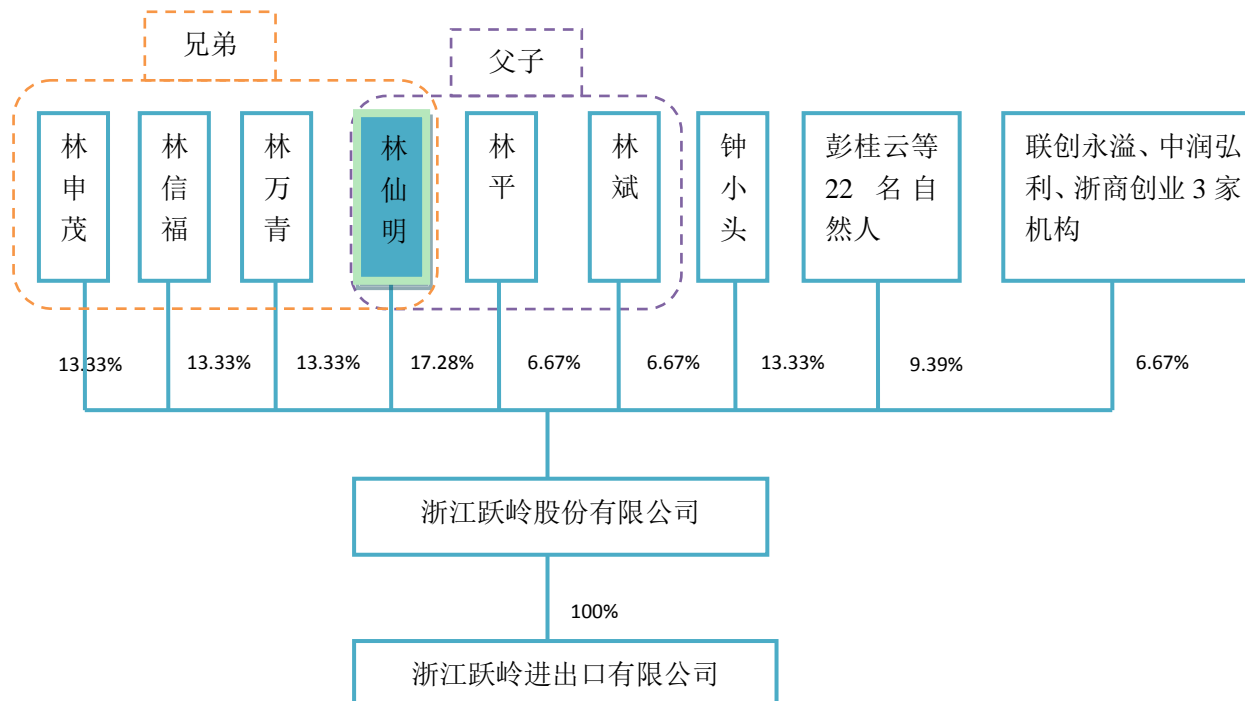 兄弟
父子
林申茂
林信福
林万青
林仙明
林平
林斌
钟小头
彭桂云等
22 名自
然人
联创永溢、中润弘
利、浙商创业 3 家
机构
13.33%
13.33%
13.33%
17.28%
6.67%
6.67%
13.33%
9.39%
6.67%
浙江跃岭股份有限公司
100%
浙江跃岭进出口有限公司